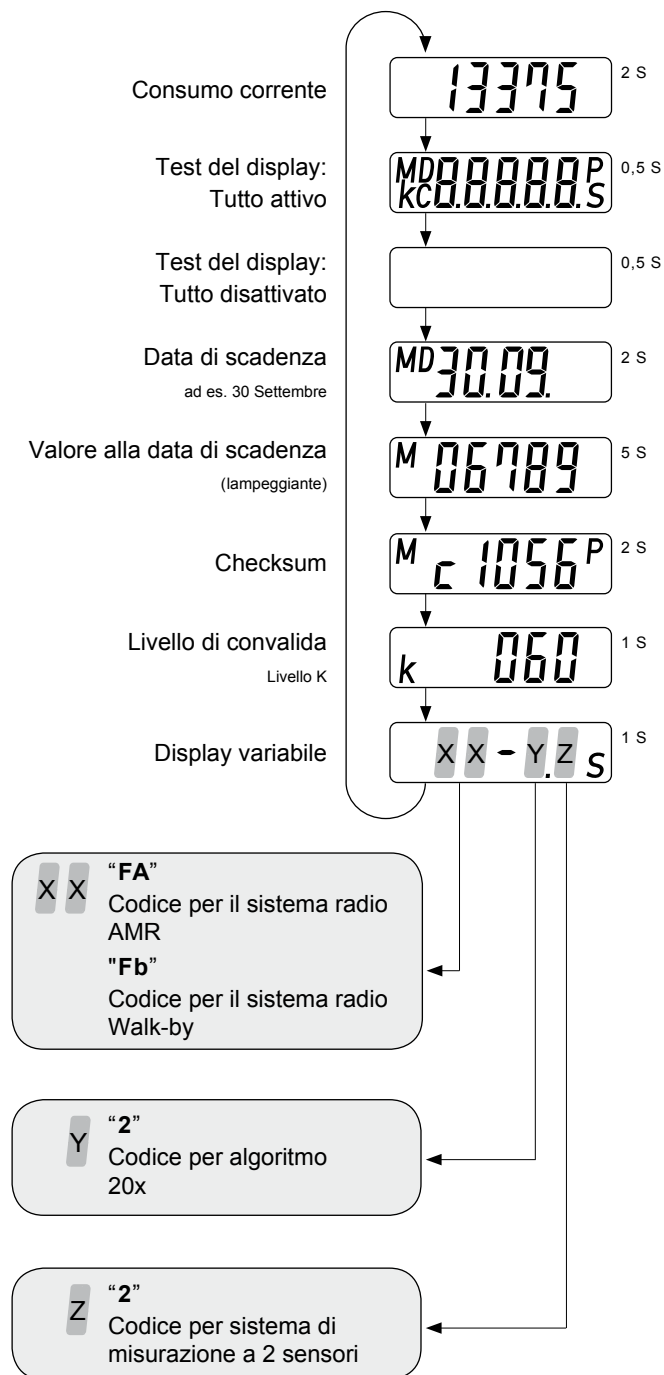 Consumo corrente
13375
2 S
Test del display:
Tutto attivo
MD
kC
8.8.8.8.8.
P
S
0,5 S
Test del display:
Tutto disattivato
0,5 S
Data di scadenza
ad es. 30 Settembre
MD 30.09.
2 S
Valore alla data di scadenza
(lampeggiante)
M 06789
5 S
Checksum
M c 1056 P
2 S
Livello di convalida
Livello K
k 060
1 S
Display variabile
X X - Y.Z S
1 S
X X
“FA”
Codice per il sistema radio
AMR
"Fb”
Codice per il sistema radio
Walk-by
Y
“2”
Codice per algoritmo
20x
Z
“2”
Codice per sistema di
misurazione a 2 sensori